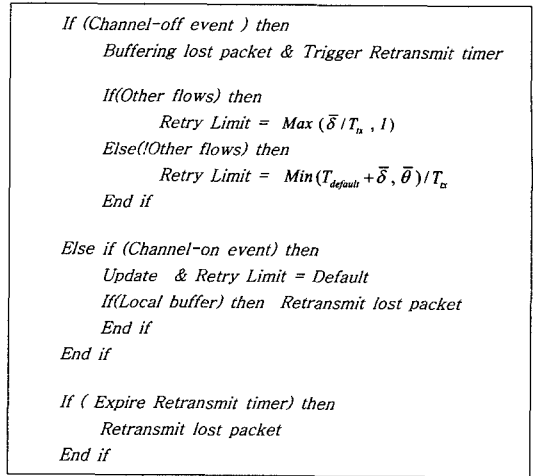 If (Channel-off event ) then
Buffering lost packet & Trigger Retransmit timer
If(Other flows) then
Retry Limit = Max (δ̄ /T_tx , 1)
Else(!Other flows) then
Retry Limit = Min(T_default + δ̄ , θ̄ )/T_tx
End if
Else if (Channel-on event) then
Update & Retry Limit = Default
If(Local buffer) then Retransmit lost packet
End if
End if
If ( Expire Retransmit timer) then
Retransmit lost packet
End if